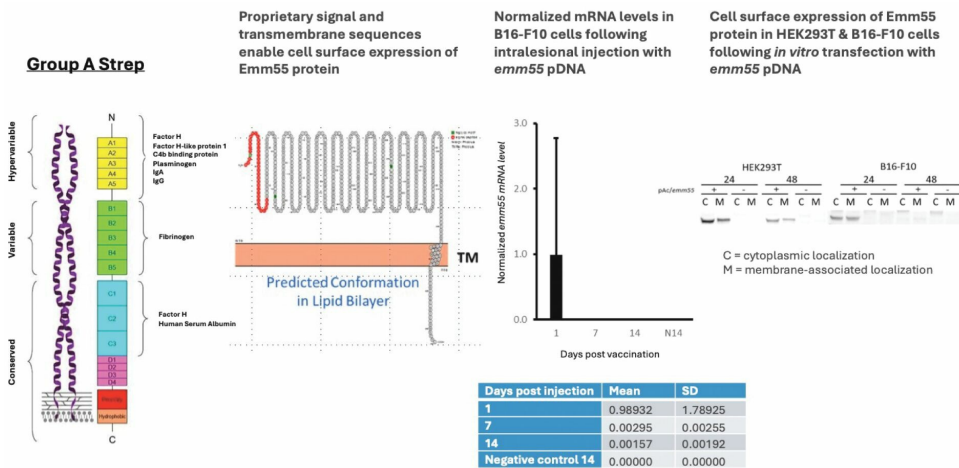 Group A Strep
Hypervariable
Variable
Conserved
N
A1
A2
A3
A4
A5
B1
B2
B3
B4
B5
C1
C2
C3
D1
D2
D3
D4
Hydrophobic
C
Factor H
Factor H-like protein 1
C4b binding protein
Plasminogen
IgA
IgG
Fibrinogen
Factor H
Human Serum Albumin
Proprietary signal and
transmembrane sequences
enable cell surface expression of
Emm55 protein
TM
Predicted Conformation
in Lipid Bilayer
Normalized mRNA levels in
B16-F10 cells following
intralesional injection with
emm55 pDNA
Normalized emm55 mRNA level
3.0
2.0
1.0
0.0
1 7 14 N14
Days post vaccination
Days post injection Mean SD
1 0.98932 1.78925
7 0.00295 0.00255
14 0.00157 0.00192
Negative control 14 0.00000 0.00000
Cell surface expression of Emm55
protein in HEK293T & B16-F10 cells
following in vitro transfection with
emm55 pDNA
HEK293T B16-F10
24 48 24 48
pAc/emm55 + - + - + - + -
C M C M C M C M C M C M C M C M
C = cytoplasmic localization
M = membrane-associated localization